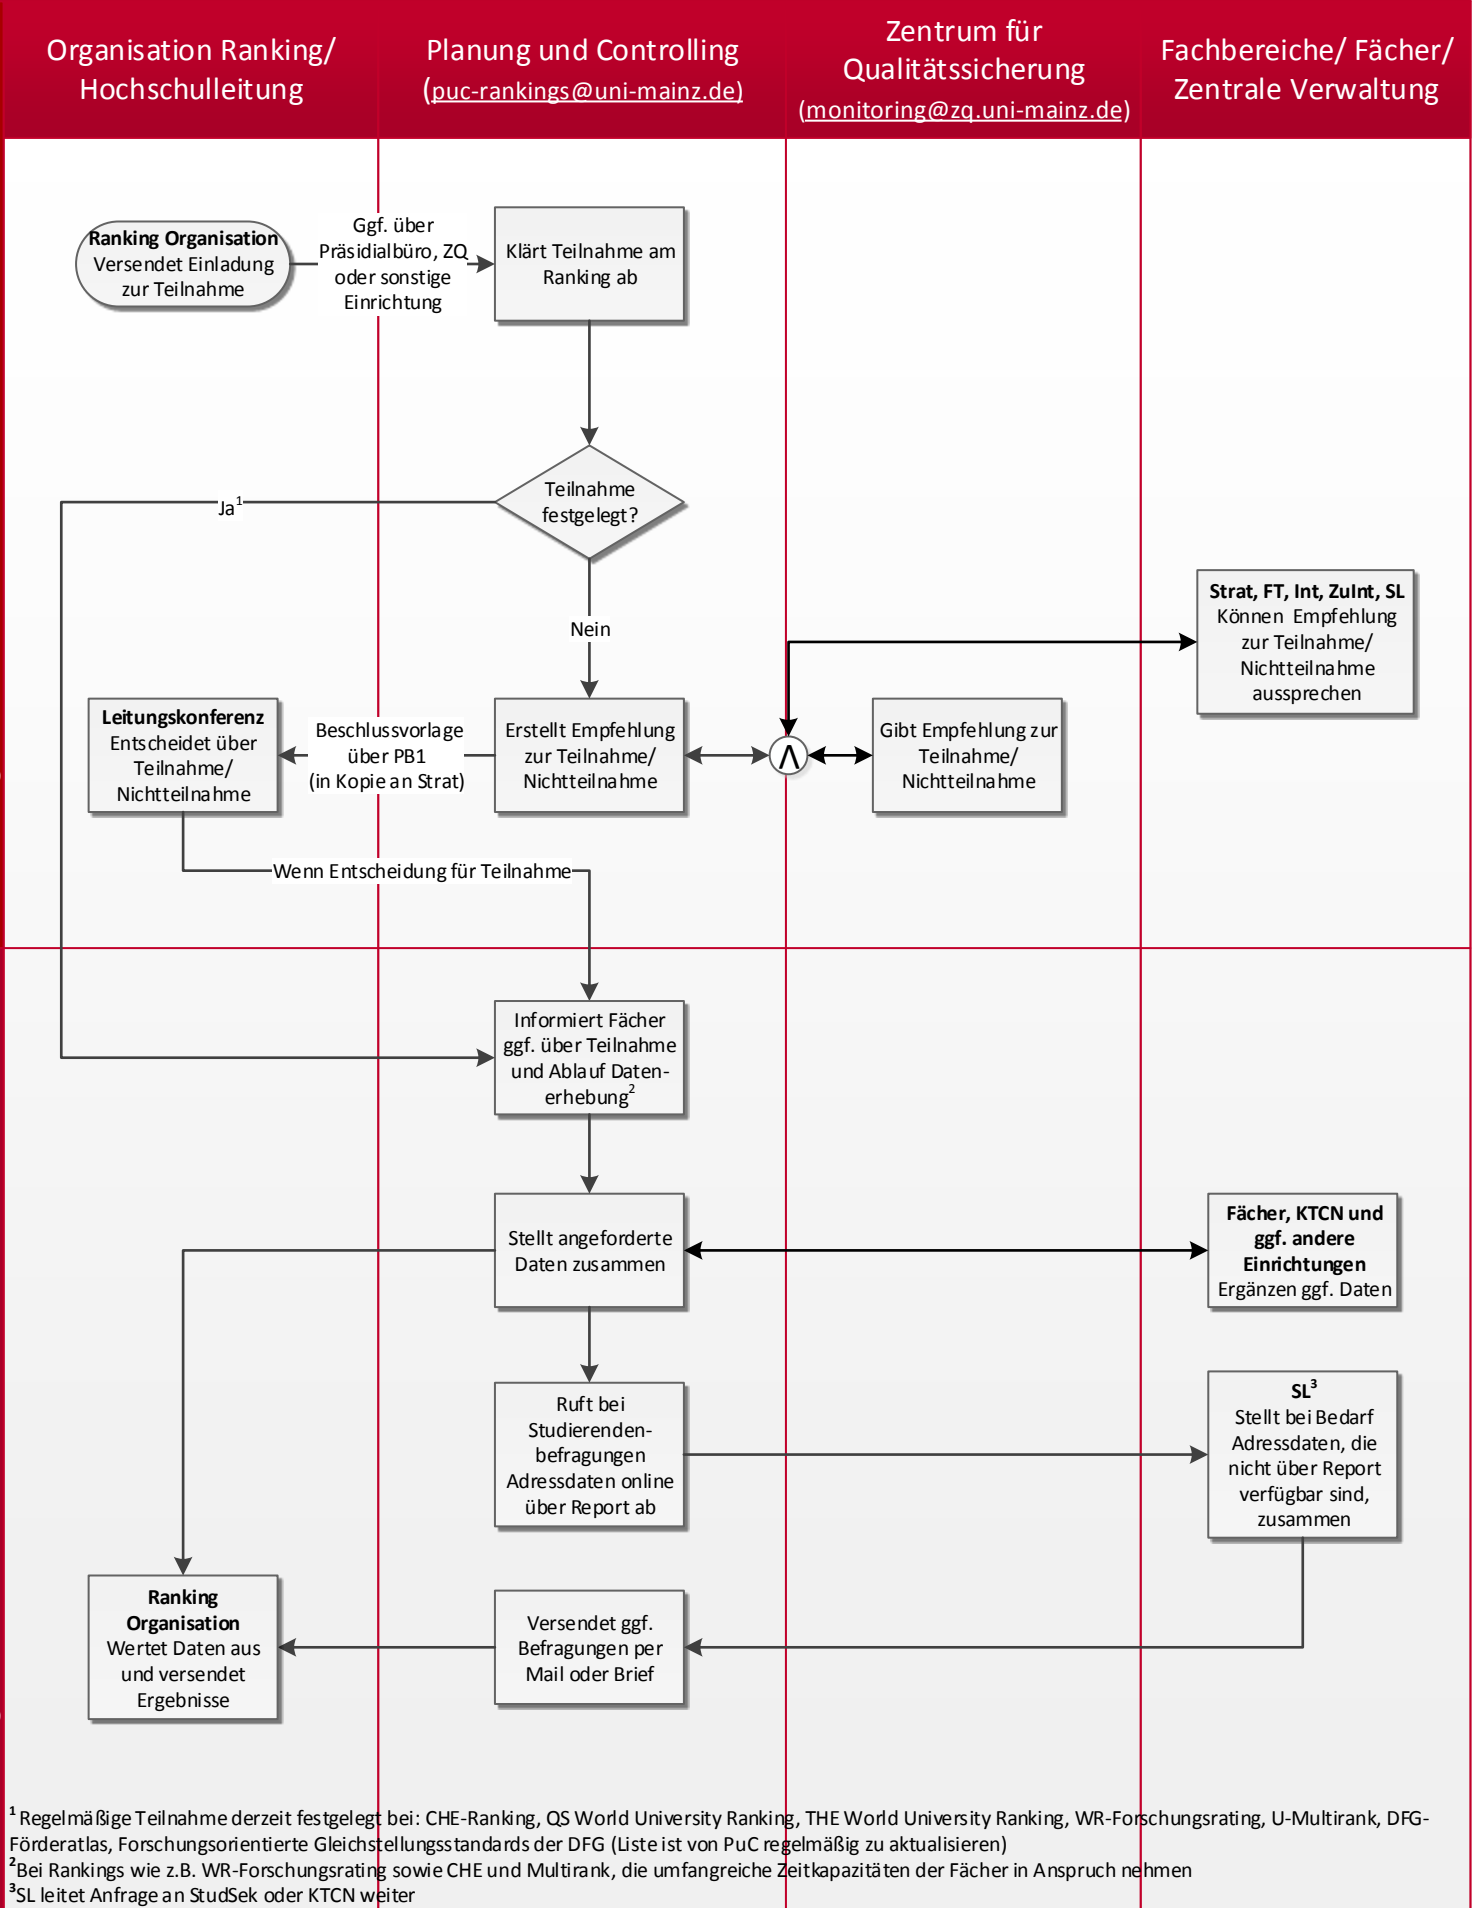 Organisation Ranking/
Hochschulleitung
Planung und Controlling
(puc-rankings@uni-mainz.de)
Zentrum für
Qualitätssicherung
(monitoring@zq.uni-mainz.de)
Fachbereiche/ Fächer/
Zentrale Verwaltung
Ranking Organisation
Versendet Einladung
zur Teilnahme
Ggf. über
Präsidialbüro, ZQ
oder sonstige
Einrichtung
Klärt Teilnahme am
Ranking ab
Teilnahme
festgelegt?
Ja¹
Nein
Strat, FT, Int, ZuInt, SL
Können Empfehlung
zur Teilnahme/
Nichtteilnahme
aussprechen
Leitungskonferenz
Entscheidet über
Teilnahme/
Nichtteilnahme
Beschlussvorlage
über PB1
(in Kopie an Strat)
Erstellt Empfehlung
zur Teilnahme/
Nichtteilnahme
Λ
Gibt Empfehlung zur
Teilnahme/
Nichtteilnahme
Wenn Entscheidung für Teilnahme
Informiert Fächer
ggf. über Teilnahme
und Ablauf Daten-
erhebung²
Stellt angeforderte
Daten zusammen
Fächer, KTCN und
ggf. andere
Einrichtungen
Ergänzen ggf. Daten
Ruft bei
Studierenden-
befragungen
Adressdaten online
über Report ab
SL³
Stellt bei Bedarf
Adressdaten, die
nicht über Report
verfügbar sind,
zusammen
Ranking
Organisation
Wertet Daten aus
und versendet
Ergebnisse
Versendet ggf.
Befragungen per
Mail oder Brief
¹ Regelmäßige Teilnahme derzeit festgelegt bei: CHE-Ranking, QS World University Ranking, THE World University Ranking, WR-Forschungsrating, U-Multirank, DFG-
Förderatlas, Forschungsorientierte Gleichstellungsstandards der DFG (Liste ist von PuC regelmäßig zu aktualisieren)
²Bei Rankings wie z.B. WR-Forschungsrating sowie CHE und Multirank, die umfangreiche Zeitkapazitäten der Fächer in Anspruch nehmen
³SL leitet Anfrage an StudSek oder KTCN weiter